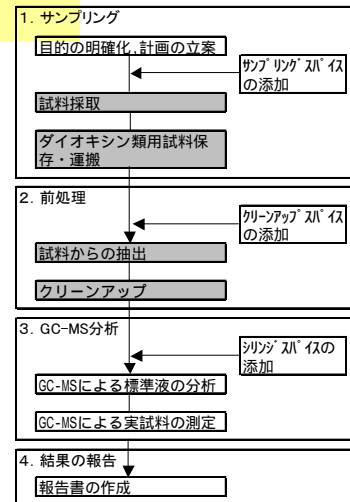 1. サンプリング
目的の明確化,計画の立案
ｻﾝﾌﾟﾘﾝｸﾞｽﾊﾟｲｽ
の添加
試料採取
ダイオキシン類用試料保
存・運搬
2. 前処理
ｸﾘｰﾝｱｯﾌﾟｽﾊﾟｲｽ
の添加
試料からの抽出
クリーンアップ
3. GC-MS分析
ｼﾘﾝｼﾞｽﾊﾟｲｽの
添加
GC-MSによる標準液の分析
GC-MSによる実試料の測定
4. 結果の報告
報告書の作成